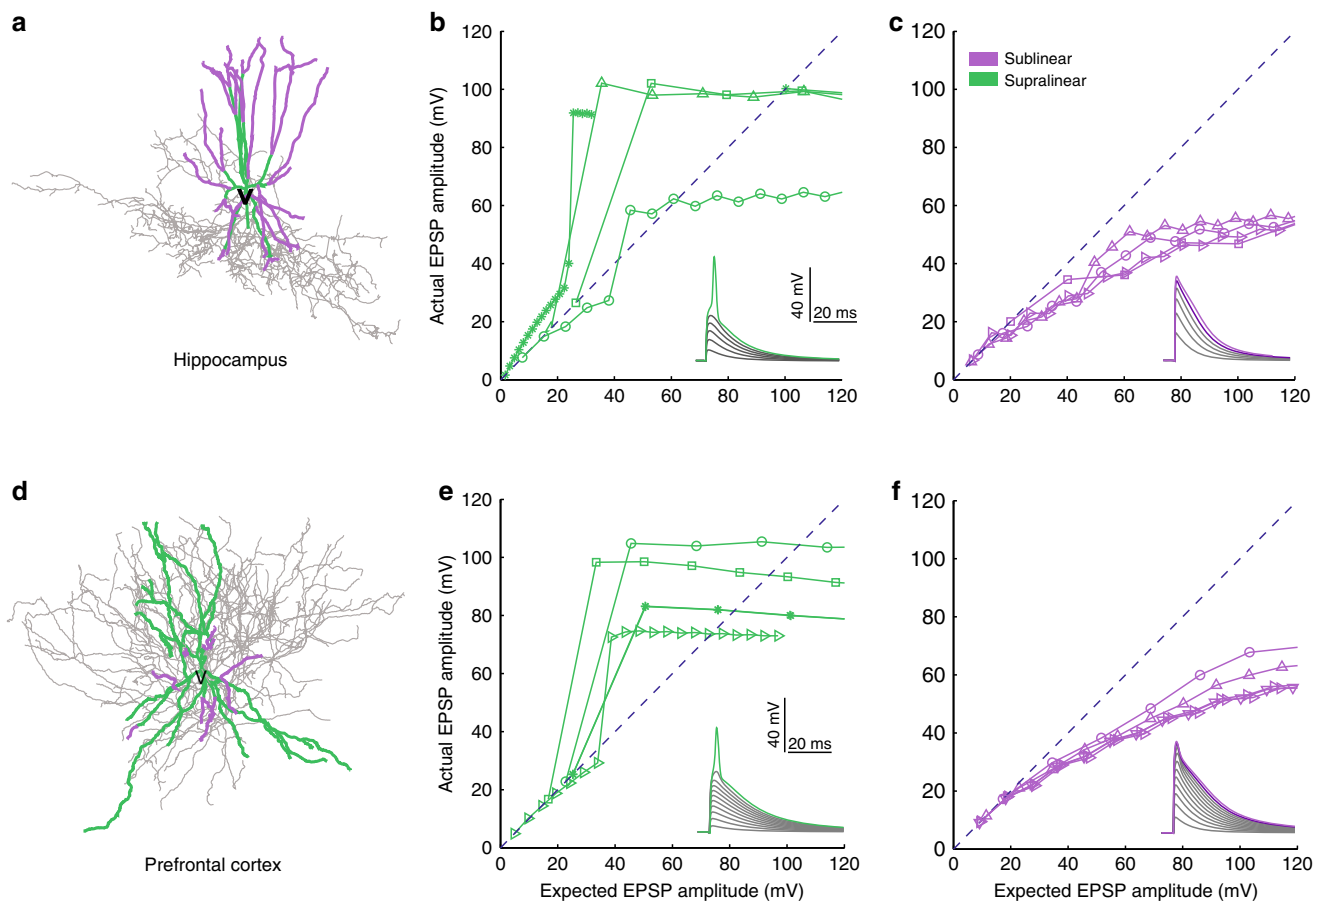 a
b
c
120
100
80
60
40
20
0
Actual EPSP amplitude (mV)
0 20 40 60 80 100 120
40 mV
20 ms
120
100
80
60
40
20
0
0 20 40 60 80 100 120
Sublinear
Supralinear
V
Hippocampus
d
e
f
120
100
80
60
40
20
0
Actual EPSP amplitude (mV)
0 20 40 60 80 100 120
Expected EPSP amplitude (mV)
40 mV
20 ms
120
100
80
60
40
20
0
0 20 40 60 80 100 120
Expected EPSP amplitude (mV)
V
Prefrontal cortex